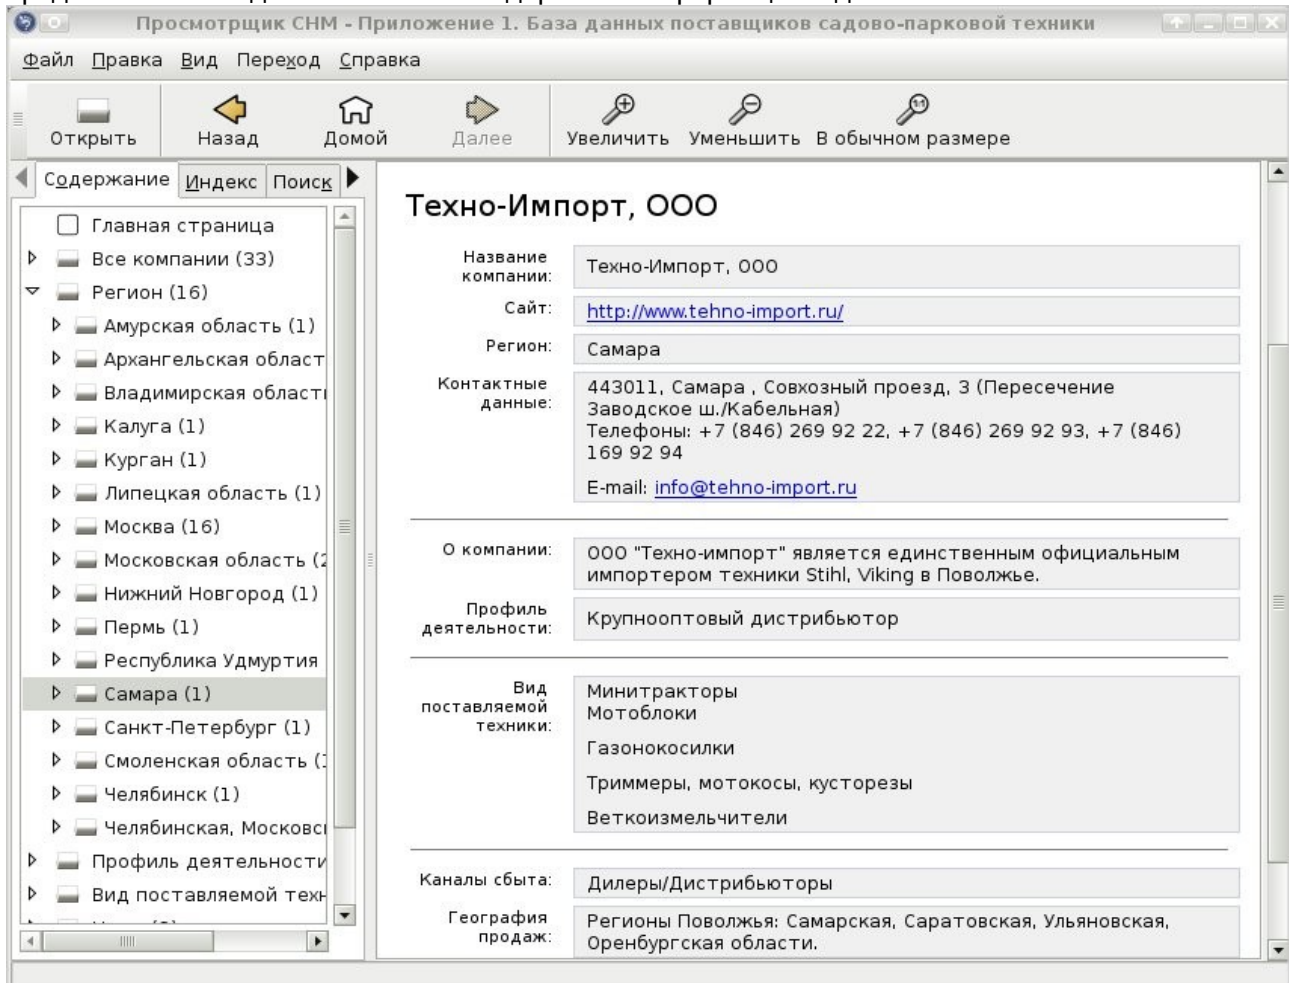 Просмотрщик CHM - Приложение 1. База данных поставщиков садово-парковой техники
Файл Правка Вид Переход Справка
Открыть Назад Домой Далее Увеличить Уменьшить В обычном размере
Содержание Индекс Поиск
Главная страница
Все компании (33)
Регион (16)
Амурская область (1)
Архангельская област
Владимирская област
Калуга (1)
Курган (1)
Липецкая область (1)
Москва (16)
Московская область (2
Нижний Новгород (1)
Пермь (1)
Республика Удмуртия
Самара (1)
Санкт-Петербург (1)
Смоленская область (
Челябинск (1)
Челябинская, Московс
Профиль деятельности
Вид поставляемой техн
Техно-Импорт, ООО
Название
компании:
Техно-Импорт, ООО
Сайт:
http://www.tehno-import.ru/
Регион:
Самара
Контактные
данные:
443011, Самара , Совхозный проезд, 3 (Пересечение
Заводское ш./Кабельная)
Телефоны: +7 (846) 269 92 22, +7 (846) 269 92 93, +7 (846)
169 92 94
E-mail: info@tehno-import.ru
О компании:
ООО "Техно-импорт" является единственным официальным
импортером техники Stihl, Viking в Поволжье.
Профиль
деятельности:
Крупнооптовый дистрибьютор
Вид
поставляемой
техники:
Минитракторы
Мотоблоки
Газонокосилки
Триммеры, мотокосы, кусторезы
Веткоизмельчители
Каналы сбыта:
Дилеры/Дистрибьюторы
География
продаж:
Регионы Поволжья: Самарская, Саратовская, Ульяновская,
Оренбургская области.